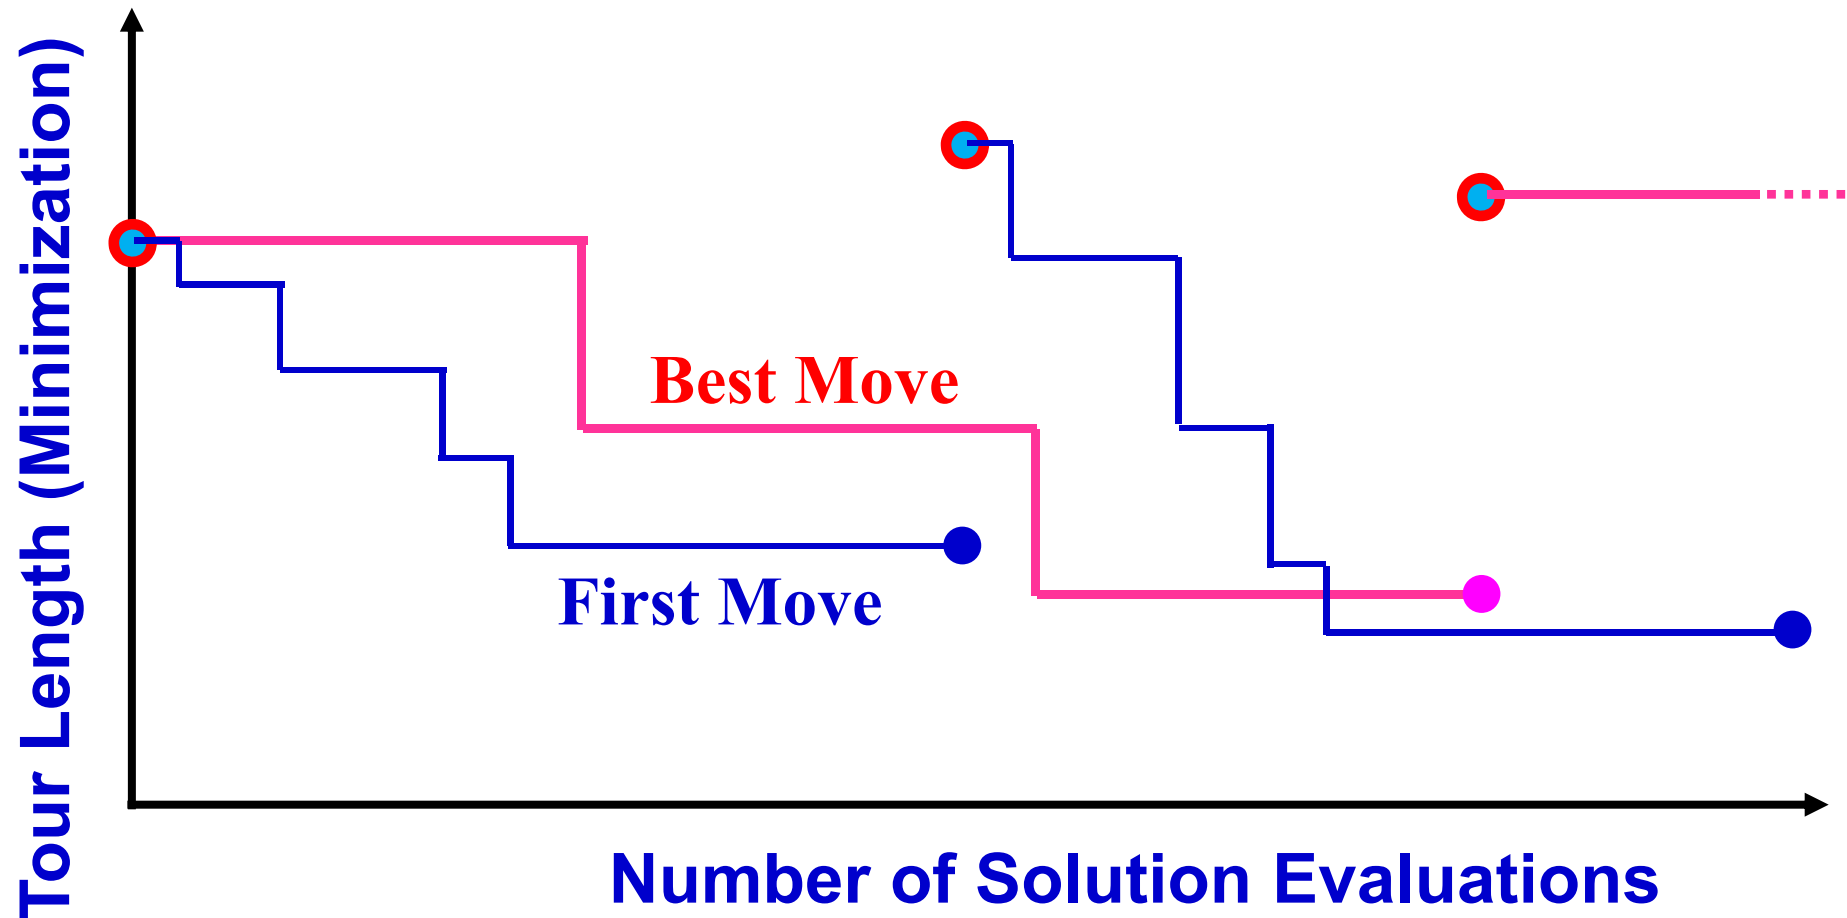 Tour Length (Minimization)
Best Move
First Move
Number of Solution Evaluations